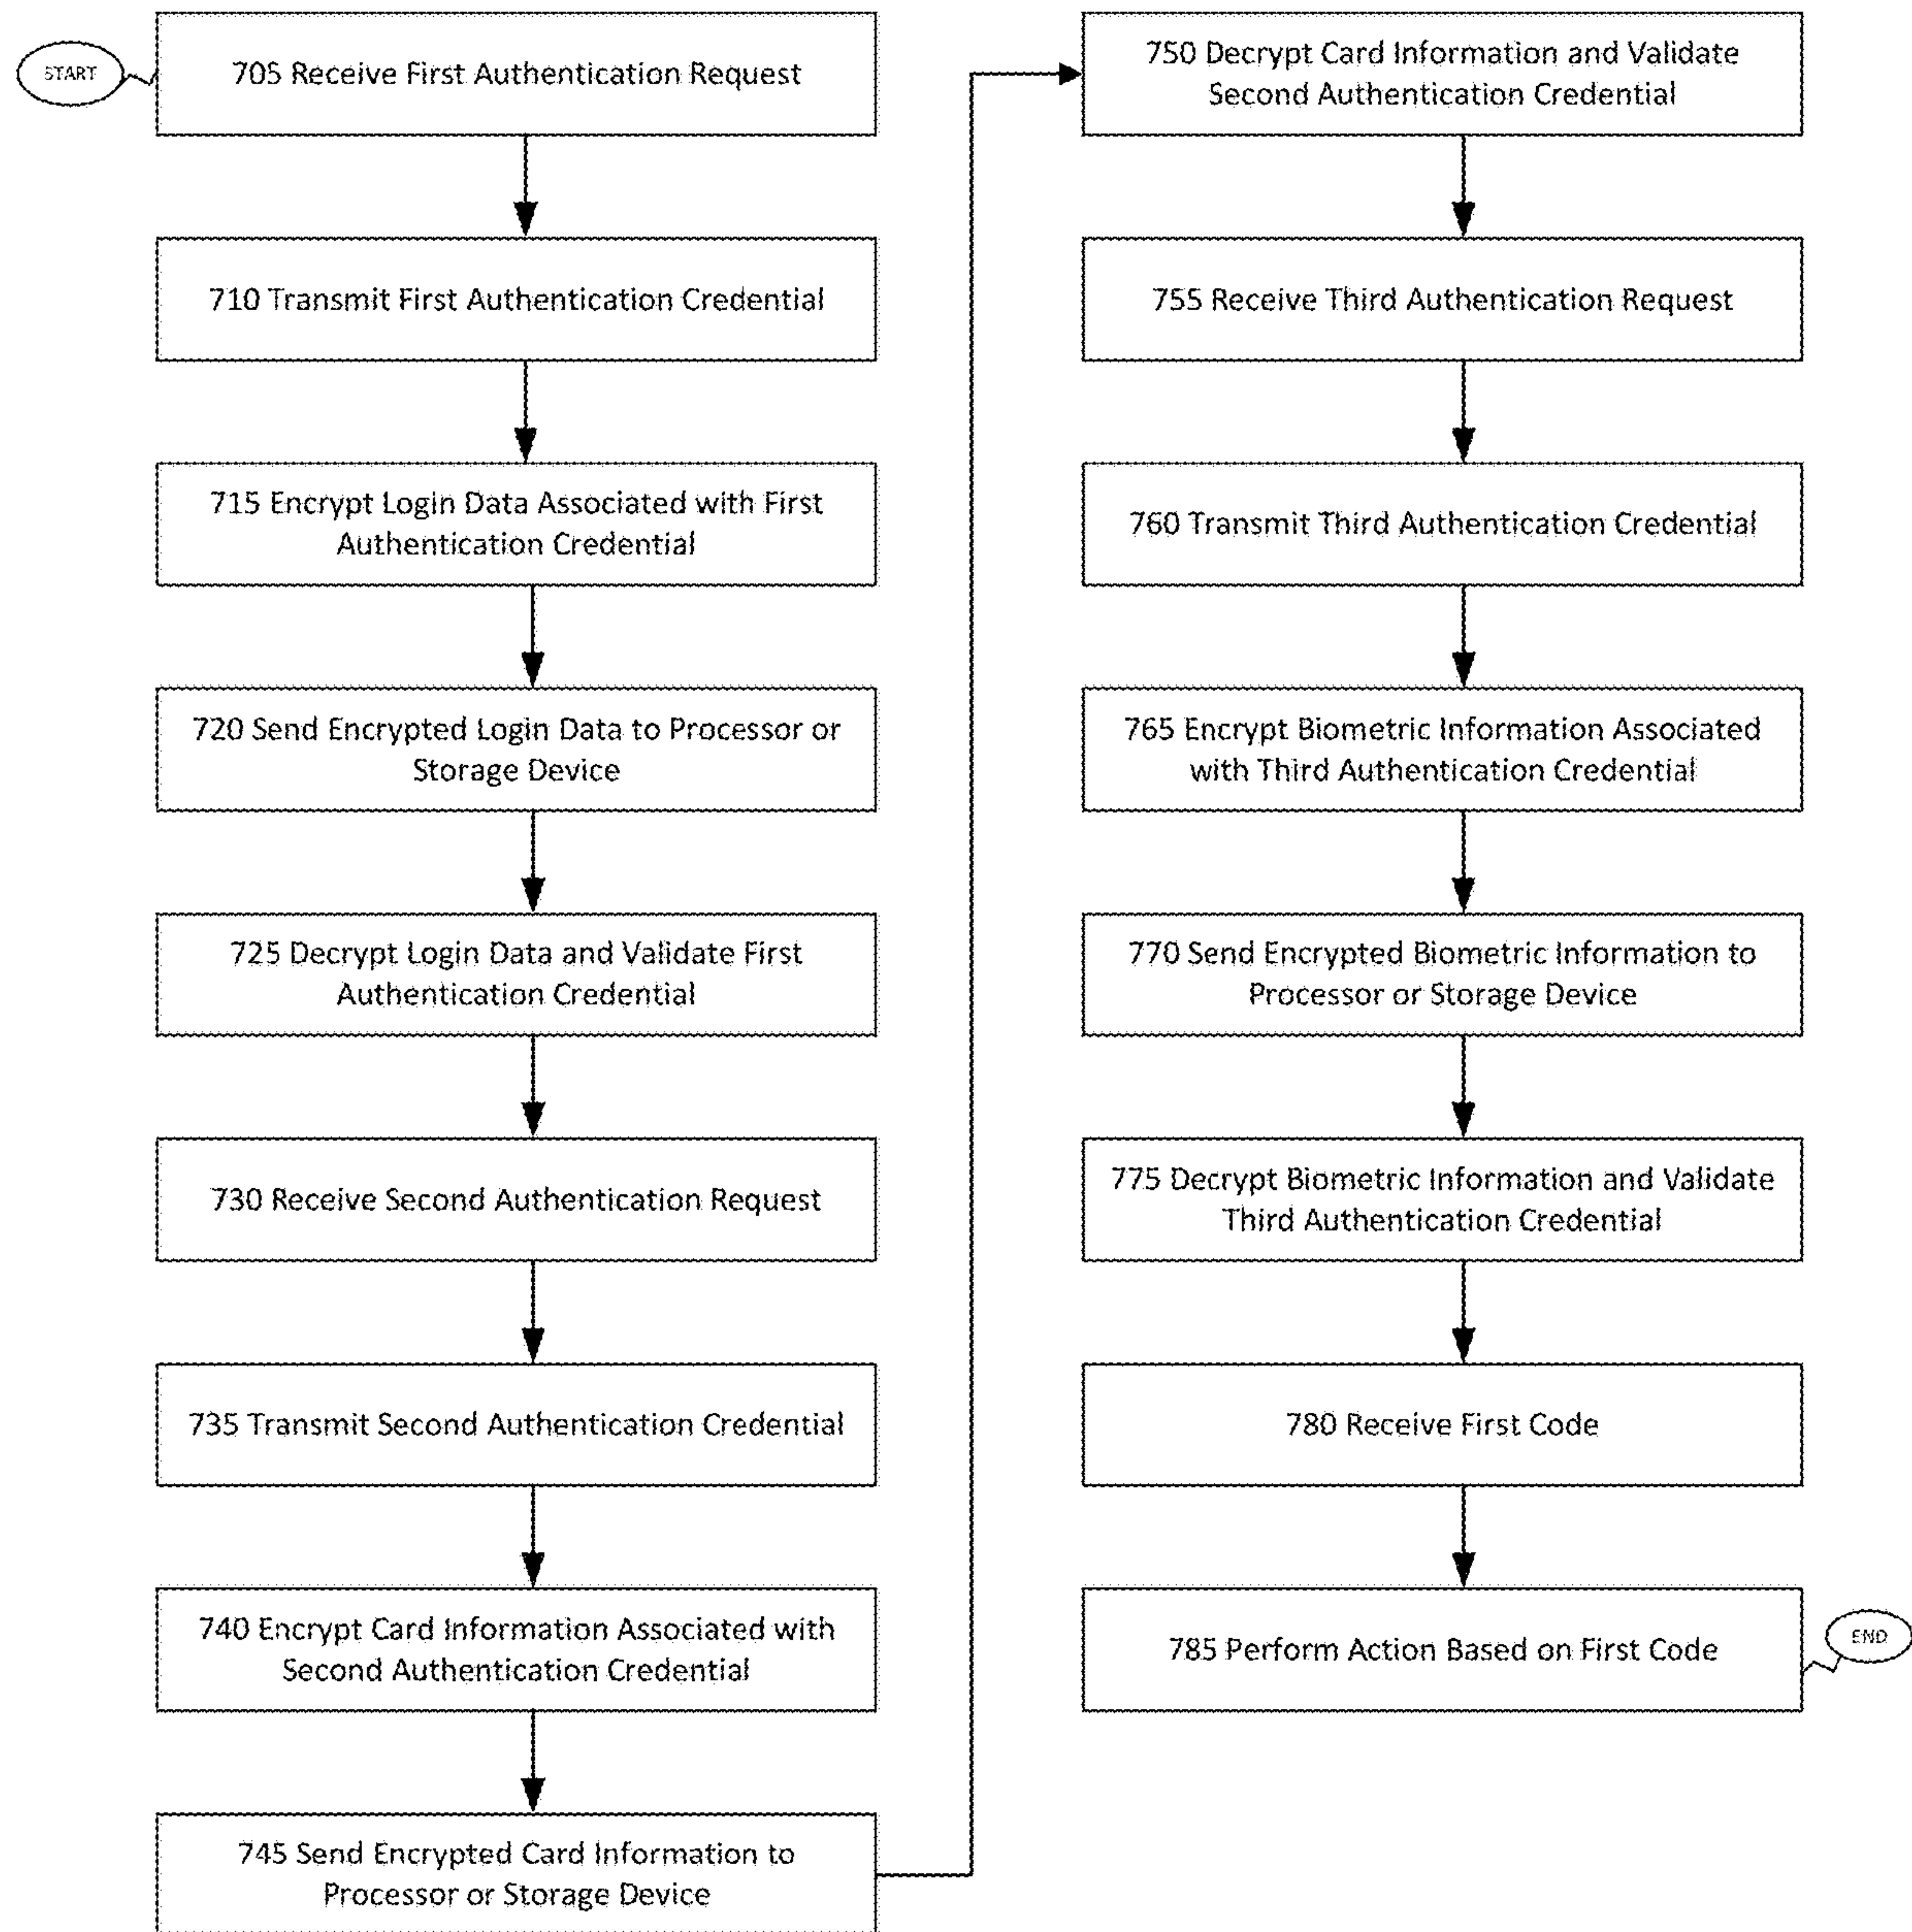 START
705 Receive First Authentication Request
710 Transmit First Authentication Credential
715 Encrypt Login Data Associated with First
Authentication Credential
720 Send Encrypted Login Data to Processor or
Storage Device
725 Decrypt Login Data and Validate First
Authentication Credential
730 Receive Second Authentication Request
735 Transmit Second Authentication Credential
740 Encrypt Card Information Associated with
Second Authentication Credential
745 Send Encrypted Card Information to
Processor or Storage Device
750 Decrypt Card Information and Validate
Second Authentication Credential
755 Receive Third Authentication Request
760 Transmit Third Authentication Credential
765 Encrypt Biometric Information Associated
with Third Authentication Credential
770 Send Encrypted Biometric Information to
Processor or Storage Device
775 Decrypt Biometric Information and Validate
Third Authentication Credential
780 Receive First Code
785 Perform Action Based on First Code
END